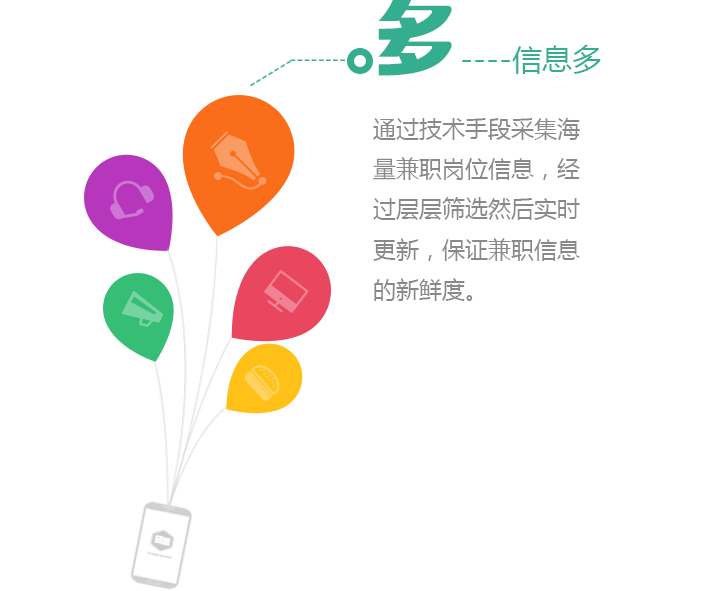 多
信息多
通过技术手段采集海
量兼职岗位信息，经
过层层筛选然后实时
更新，保证兼职信息
的新鲜度。